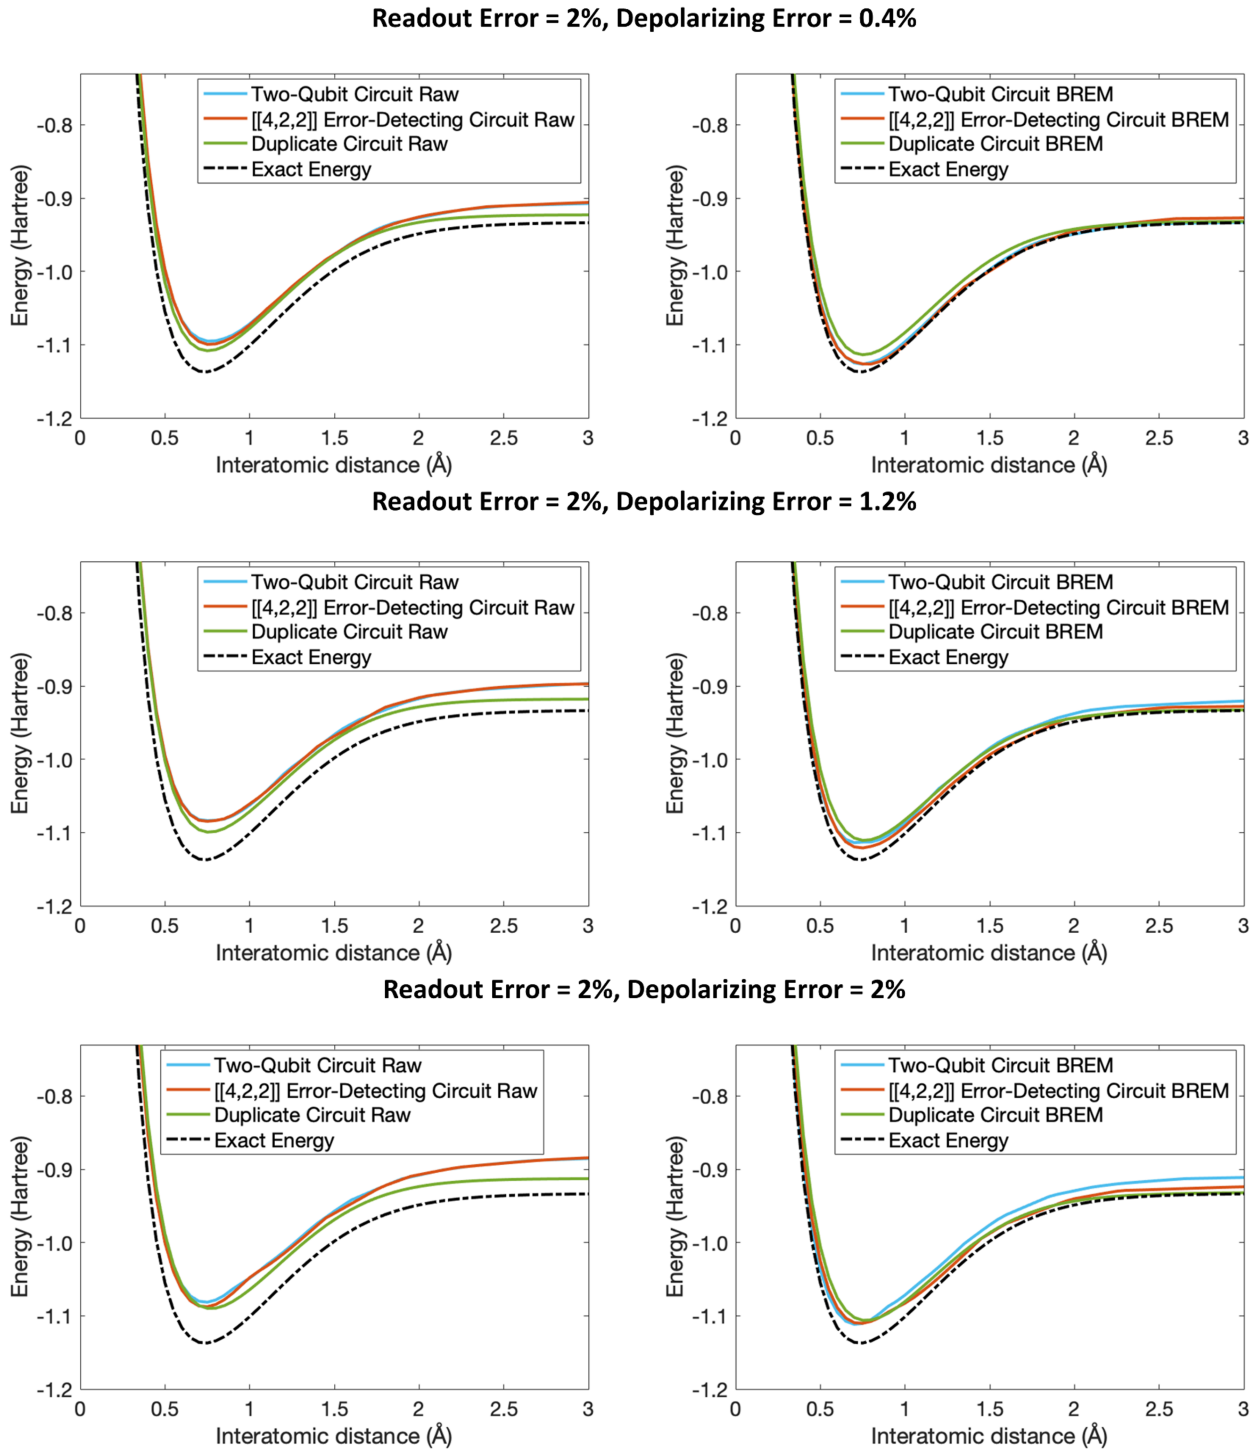 Readout Error = 2%, Depolarizing Error = 0.4%
Two-Qubit Circuit Raw
[[4,2,2]] Error-Detecting Circuit Raw
Duplicate Circuit Raw
Exact Energy
-0.8
-0.9
-1.0
-1.1
-1.2
Energy (Hartree)
0 0.5 1 1.5 2 2.5 3
Interatomic distance (Å)
Two-Qubit Circuit BREM
[[4,2,2]] Error-Detecting Circuit BREM
Duplicate Circuit BREM
Exact Energy
-0.8
-0.9
-1.0
-1.1
-1.2
Energy (Hartree)
0 0.5 1 1.5 2 2.5 3
Interatomic distance (Å)
Readout Error = 2%, Depolarizing Error = 1.2%
Two-Qubit Circuit Raw
[[4,2,2]] Error-Detecting Circuit Raw
Duplicate Circuit Raw
Exact Energy
-0.8
-0.9
-1.0
-1.1
-1.2
Energy (Hartree)
0 0.5 1 1.5 2 2.5 3
Interatomic distance (Å)
Two-Qubit Circuit BREM
[[4,2,2]] Error-Detecting Circuit BREM
Duplicate Circuit BREM
Exact Energy
-0.8
-0.9
-1.0
-1.1
-1.2
Energy (Hartree)
0 0.5 1 1.5 2 2.5 3
Interatomic distance (Å)
Readout Error = 2%, Depolarizing Error = 2%
Two-Qubit Circuit Raw
[[4,2,2]] Error-Detecting Circuit Raw
Duplicate Circuit Raw
Exact Energy
-0.8
-0.9
-1.0
-1.1
-1.2
Energy (Hartree)
0 0.5 1 1.5 2 2.5 3
Interatomic distance (Å)
Two-Qubit Circuit BREM
[[4,2,2]] Error-Detecting Circuit BREM
Duplicate Circuit BREM
Exact Energy
-0.8
-0.9
-1.0
-1.1
-1.2
Energy (Hartree)
0 0.5 1 1.5 2 2.5 3
Interatomic distance (Å)